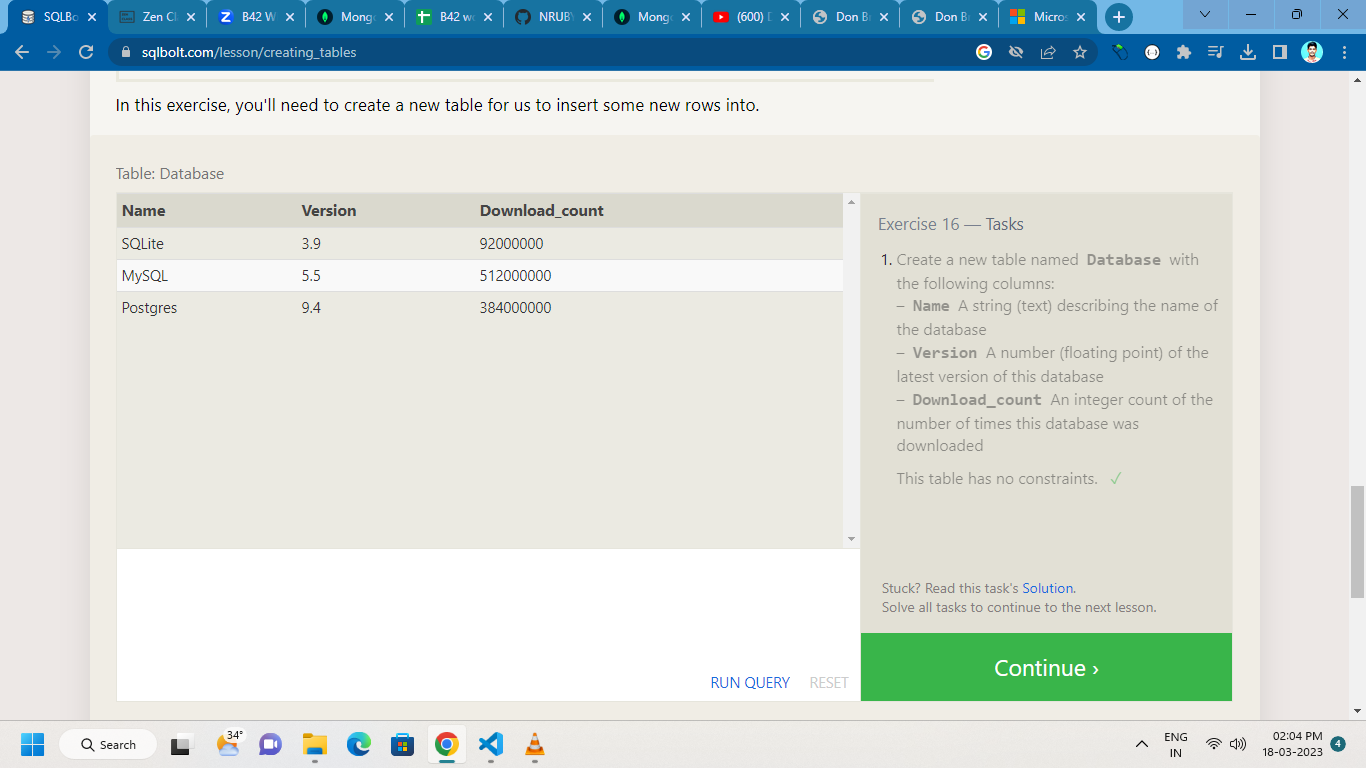 SQLBo
Zen Cl
B42 W
Mongo
B42 we
NRUBY
Mongo
(600) D
Don Br
Don Br
Micros
sqlbolt.com/lesson/creating_tables
In this exercise, you'll need to create a new table for us to insert some new rows into.
Table: Database
Name Version Download_count
SQLite 3.9 92000000
MySQL 5.5 512000000
Postgres 9.4 384000000
RUN QUERY RESET
Exercise 16 — Tasks
1. Create a new table named Database with
the following columns:
– Name A string (text) describing the name of
the database
– Version A number (floating point) of the
latest version of this database
– Download_count An integer count of the
number of times this database was
downloaded
This table has no constraints. ✓
Stuck? Read this task's Solution.
Solve all tasks to continue to the next lesson.
Continue ›
Search
34°
ENG
IN
02:04 PM
18-03-2023
4